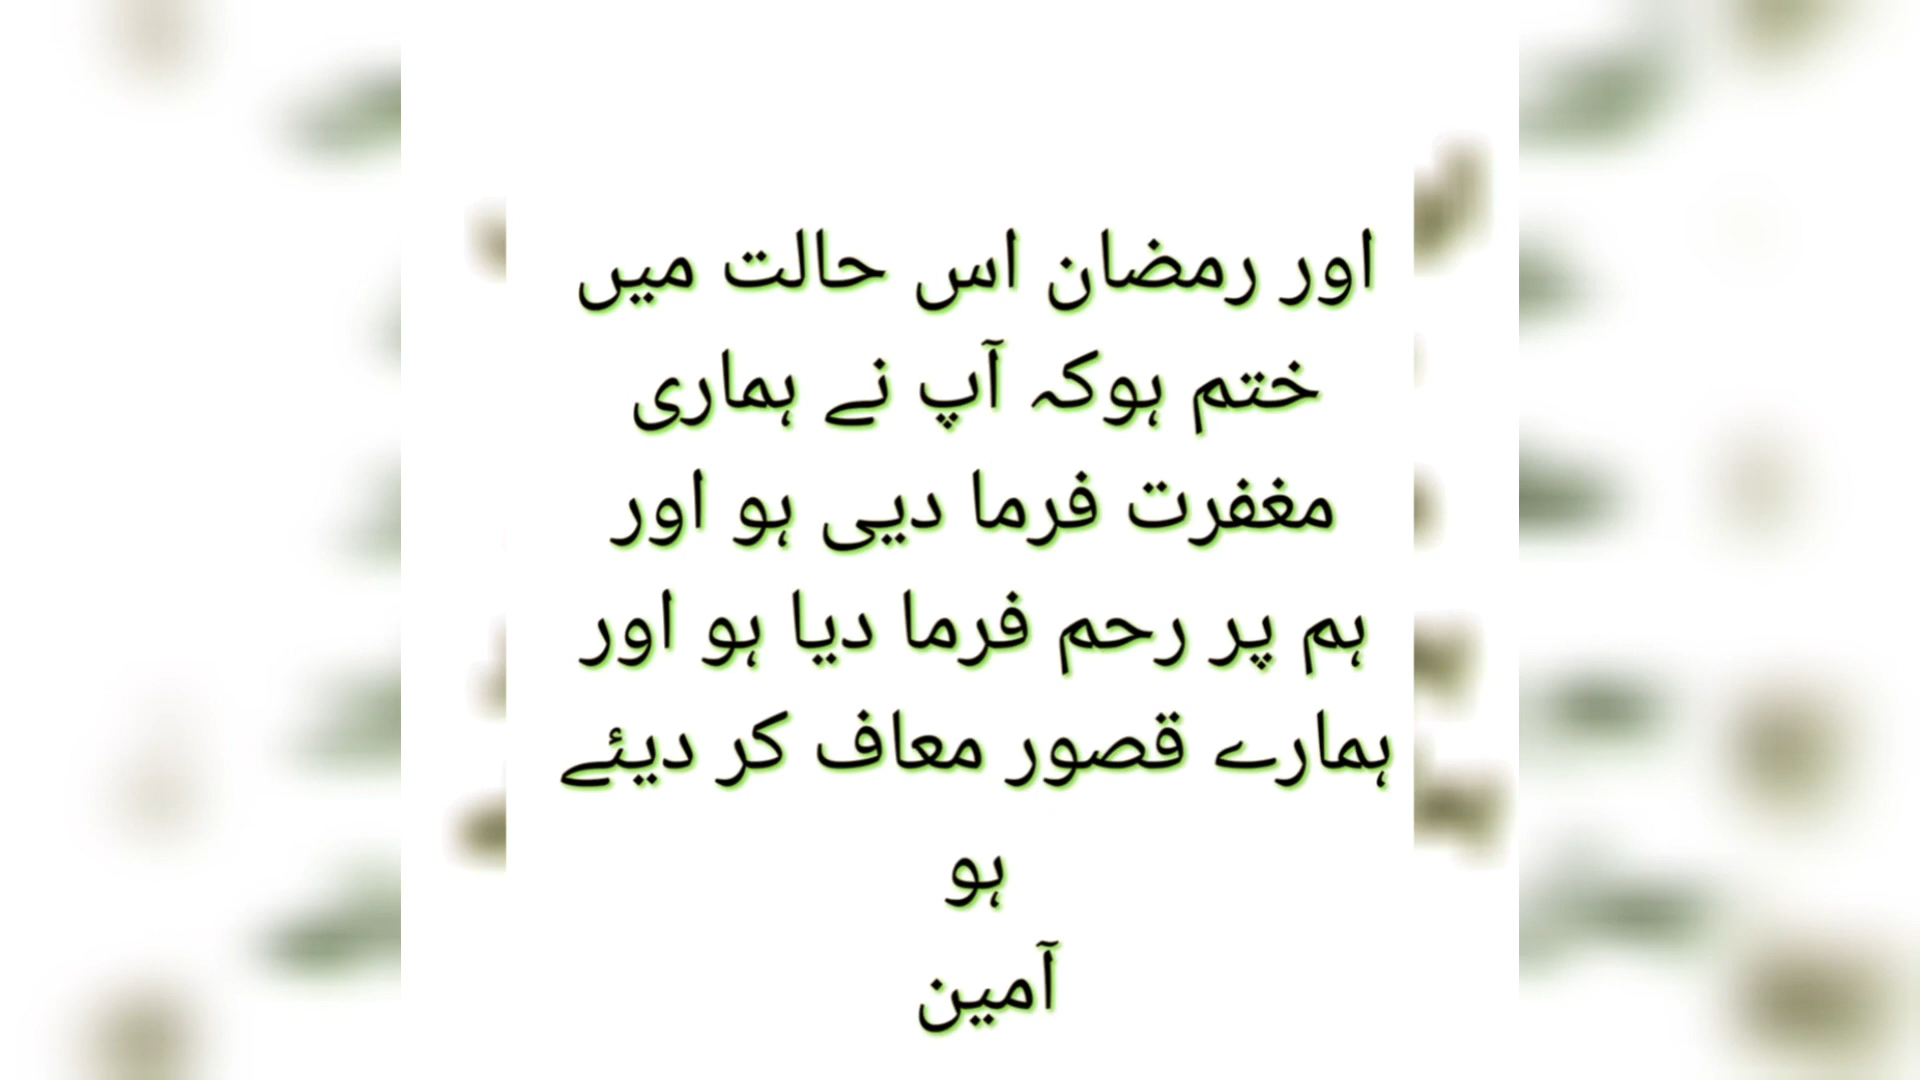 اور رمضان اس حالت میں
ختم ہوکہ آپ نے ہماری
مغفرت فرما دیی ہو اور
ہم پر رحم فرما دیا ہو اور
ہمارے قصور معاف کر دیئے
ہو
آمین